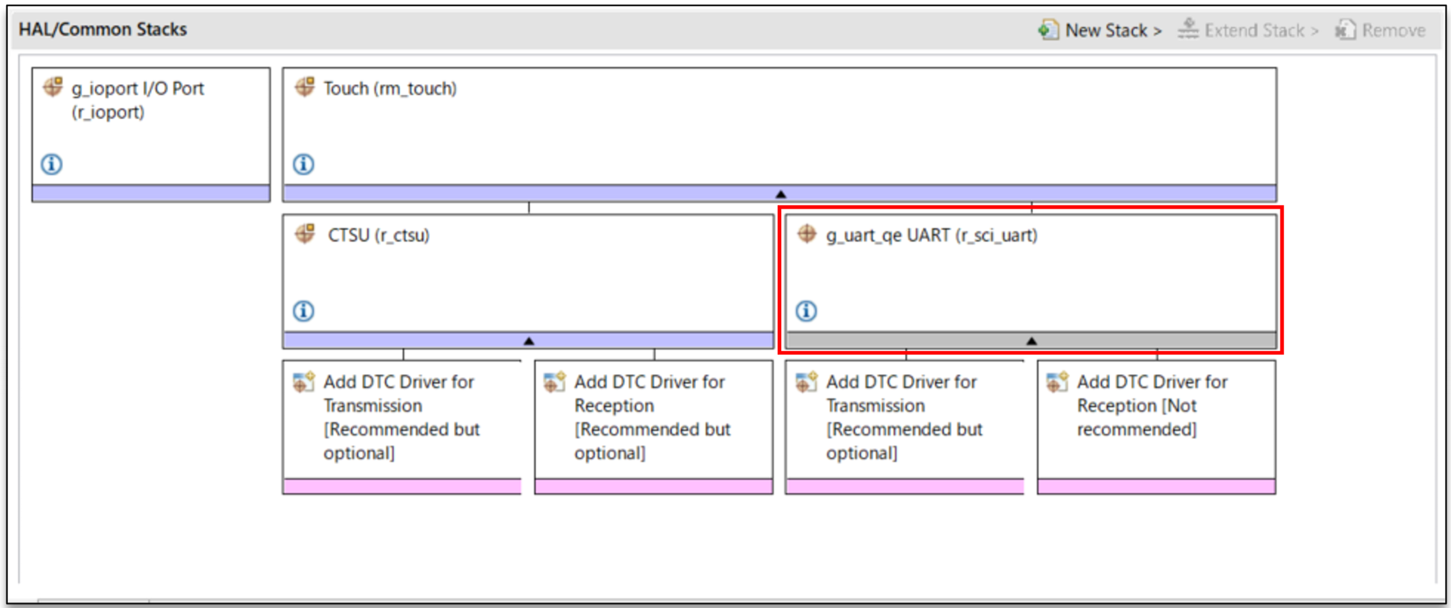 HAL/Common Stacks
New Stack >
Extend Stack >
Remove
g_ioport I/O Port
(r_ioport)
Touch (rm_touch)
CTSU (r_ctsu)
g_uart_qe UART (r_sci_uart)
Add DTC Driver for
Transmission
[Recommended but
optional]
Add DTC Driver for
Reception
[Recommended but
optional]
Add DTC Driver for
Transmission
[Recommended but
optional]
Add DTC Driver for
Reception [Not
recommended]